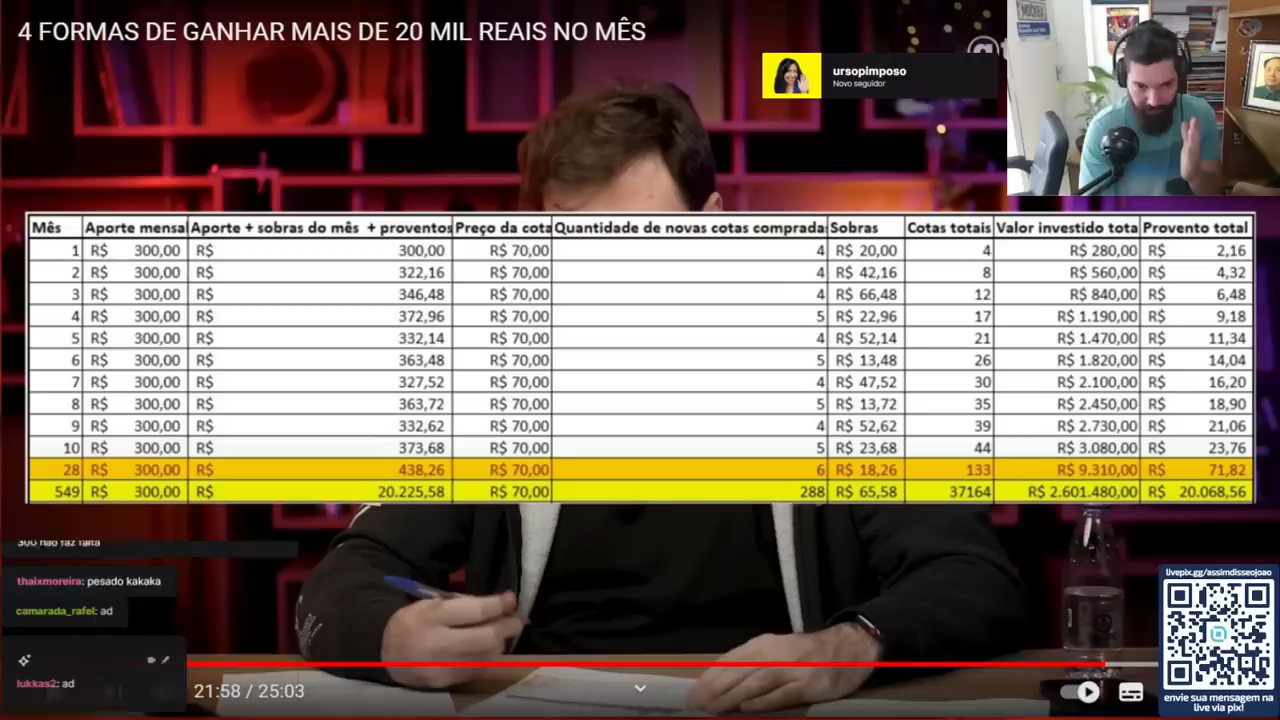 4 FORMAS DE GANHAR MAIS DE 20 MIL REAIS NO MÊS
ursopimposo
Novo seguidor
Mês Aporte mensa Aporte + sobras do mês + proventos Preço da cota Quantidade de novas cotas comprada Sobras Cotas totais Valor investido tota Provento total
1 R$ 300,00 R$ 300,00 R$ 70,00 4 R$ 20,00 4 R$ 280,00 R$ 2,16
2 R$ 300,00 R$ 322,16 R$ 70,00 4 R$ 42,16 8 R$ 560,00 R$ 4,32
3 R$ 300,00 R$ 346,48 R$ 70,00 4 R$ 66,48 12 R$ 840,00 R$ 6,48
4 R$ 300,00 R$ 372,96 R$ 70,00 5 R$ 22,96 17 R$ 1.190,00 R$ 9,18
5 R$ 300,00 R$ 332,14 R$ 70,00 4 R$ 52,14 21 R$ 1.470,00 R$ 11,34
6 R$ 300,00 R$ 363,48 R$ 70,00 5 R$ 13,48 26 R$ 1.820,00 R$ 14,04
7 R$ 300,00 R$ 327,52 R$ 70,00 4 R$ 47,52 30 R$ 2.100,00 R$ 16,20
8 R$ 300,00 R$ 363,72 R$ 70,00 5 R$ 13,72 35 R$ 2.450,00 R$ 18,90
9 R$ 300,00 R$ 332,62 R$ 70,00 4 R$ 52,62 39 R$ 2.730,00 R$ 21,06
10 R$ 300,00 R$ 373,68 R$ 70,00 5 R$ 23,68 44 R$ 3.080,00 R$ 23,76
28 R$ 300,00 R$ 438,26 R$ 70,00 6 R$ 18,26 133 R$ 9.310,00 R$ 71,82
549 R$ 300,00 R$ 20.225,58 R$ 70,00 288 R$ 65,58 37164 R$ 2.601.480,00 R$ 20.068,56
300 não faz falta
thaixmoreira: pesado kakaka
camarada_rafel: ad
lukkas2: ad
21:58 / 25:03
livepix.gg/assimdisseojoao
envie sua mensagem na
live via pix!